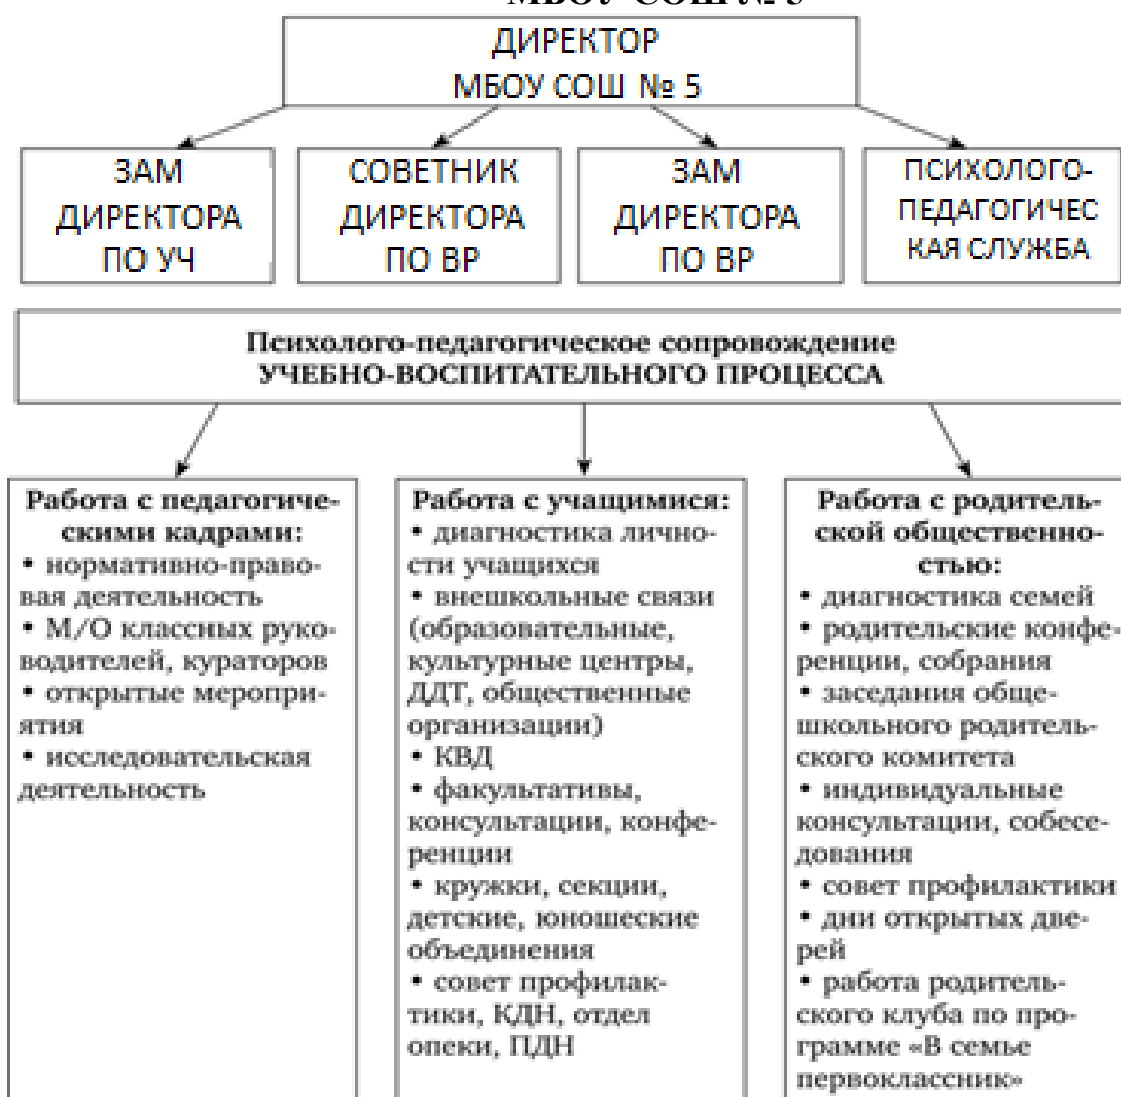 МБОУ СОШ № 5
ДИРЕКТОР
МБОУ СОШ № 5
ЗАМ
ДИРЕКТОРА
ПО УЧ
СОВЕТНИК
ДИРЕКТОРА
ПО ВР
ЗАМ
ДИРЕКТОРА
ПО ВР
ПСИХОЛОГО-
ПЕДАГОГИЧЕС
КАЯ СЛУЖБА
Психолого-педагогическое сопровождение
УЧЕБНО-ВОСПИТАТЕЛЬНОГО ПРОЦЕССА
Работа с педагогиче-
скими кадрами:
• нормативно-право-
вая деятельность
• М/О классных руко-
водителей, кураторов
• открытые меропри-
ятия
• исследовательская
деятельность
Работа с учащимися:
• диагностика лично-
сти учащихся
• внешкольные связи
(образовательные,
культурные центры,
ДДТ, общественные
организации)
• КВД
• факультативы,
консультации, конфе-
ренции
• кружки, секции,
детские, юношеские
объединения
• совет профилак-
тики, КДН, отдел
опеки, ПДН
Работа с родитель-
ской общественно-
стью:
• диагностика семей
• родительские конфе-
ренции, собрания
• заседания обще-
школьного родитель-
ского комитета
• индивидуальные
консультации, собесе-
дования
• совет профилактики
• дни открытых две-
рей
• работа родитель-
ского клуба по про-
грамме «В семье
первоклассник»